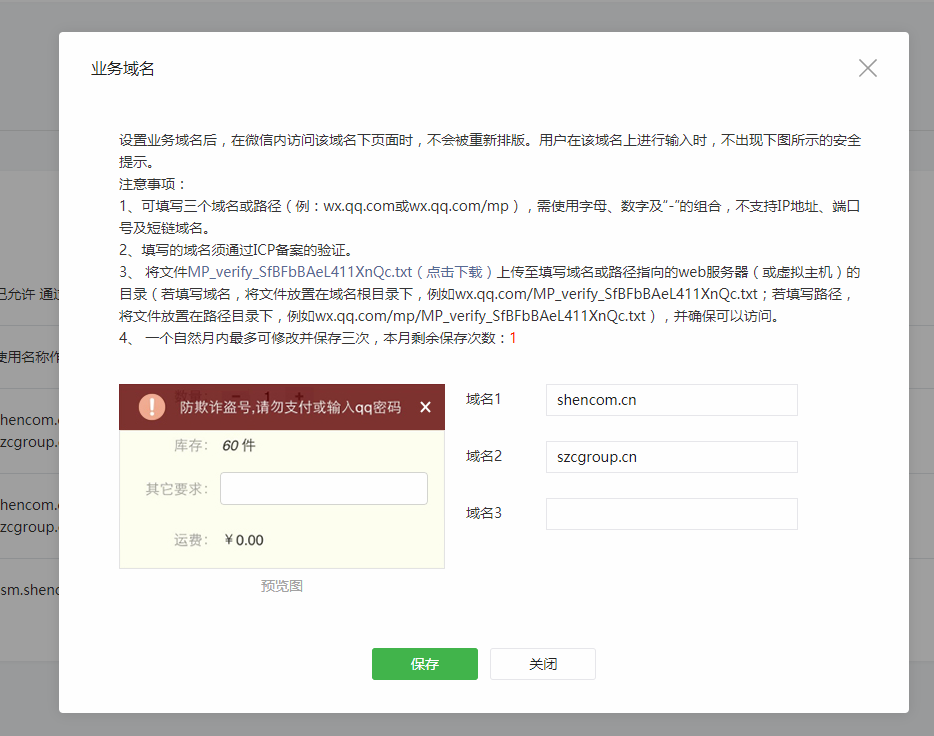 业务域名
设置业务域名后，在微信内访问该域名下页面时，不会被重新排版。用户在该域名上进行输入时，不出现下图所示的安全
提示。
注意事项：
1、可填写三个域名或路径（例：wx.qq.com或wx.qq.com/mp），需使用字母、数字及“-”的组合，不支持IP地址、端口
号及短链域名。
2、填写的域名须通过ICP备案的验证。
3、 将文件MP_verify_SfBFbBAeL411XnQc.txt（点击下载）上传至填写域名或路径指向的web服务器（或虚拟主机）的
目录（若填写域名，将文件放置在域名根目录下，例如wx.qq.com/MP_verify_SfBFbBAeL411XnQc.txt；若填写路径，
将文件放置在路径目录下，例如wx.qq.com/mp/MP_verify_SfBFbBAeL411XnQc.txt），并确保可以访问。
4、 一个自然月内最多可修改并保存三次，本月剩余保存次数：1
已允许 通过
使用名称作
hencom.
zcgroup.
hencom.
zcgroup.
sm.shenc
数量： 1 +
防欺诈盗号,请勿支付或输入qq密码
库存： 60 件
其它要求：
运费： ￥0.00
预览图
域名1 shencom.cn
域名2 szcgroup.cn
域名3
保存 关闭